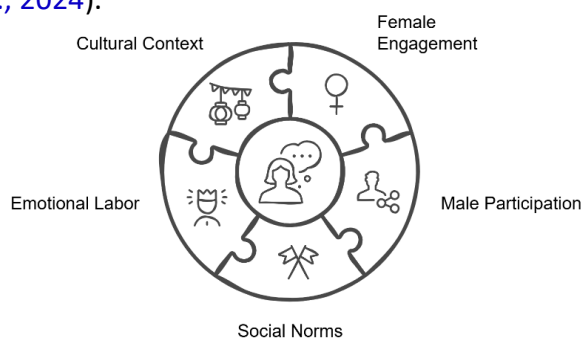 ., 2024).
Female
Engagement
Cultural Context
Emotional Labor
Male Participation
Social Norms